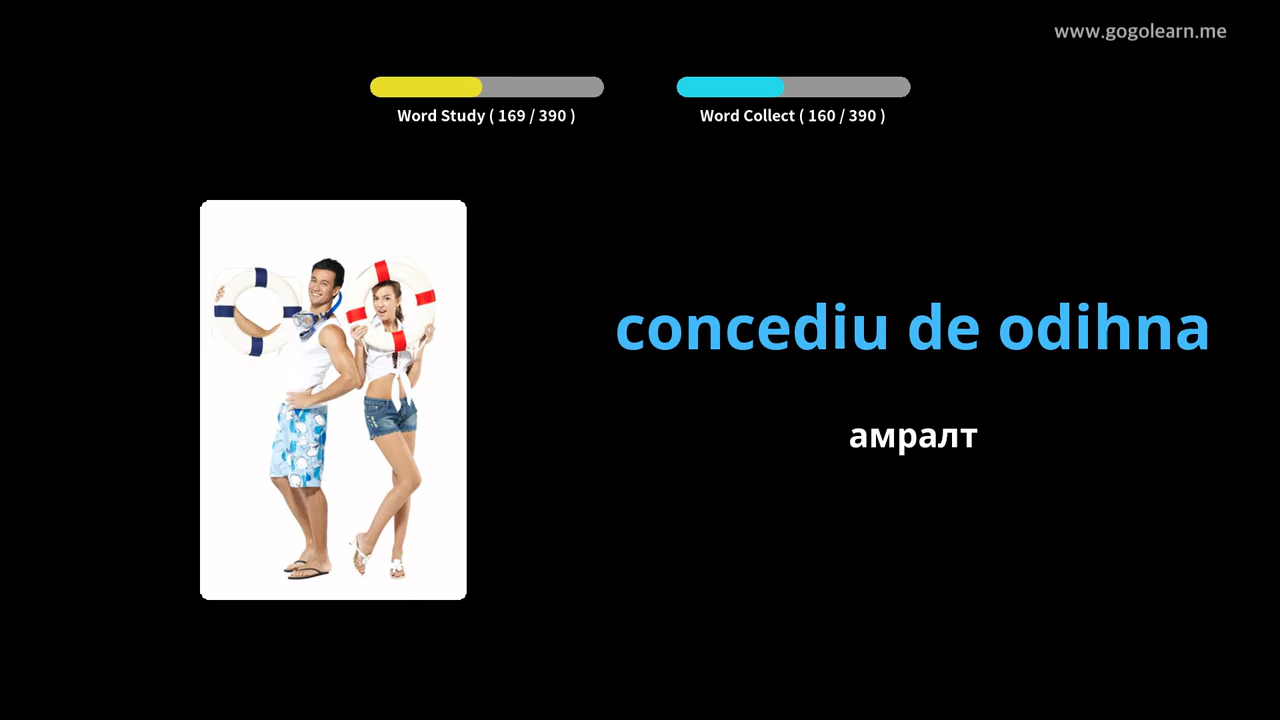 www.gogolearn.me
Word Study ( 169 / 390 )
Word Collect ( 160 / 390 )
concediu de odihna
амралт